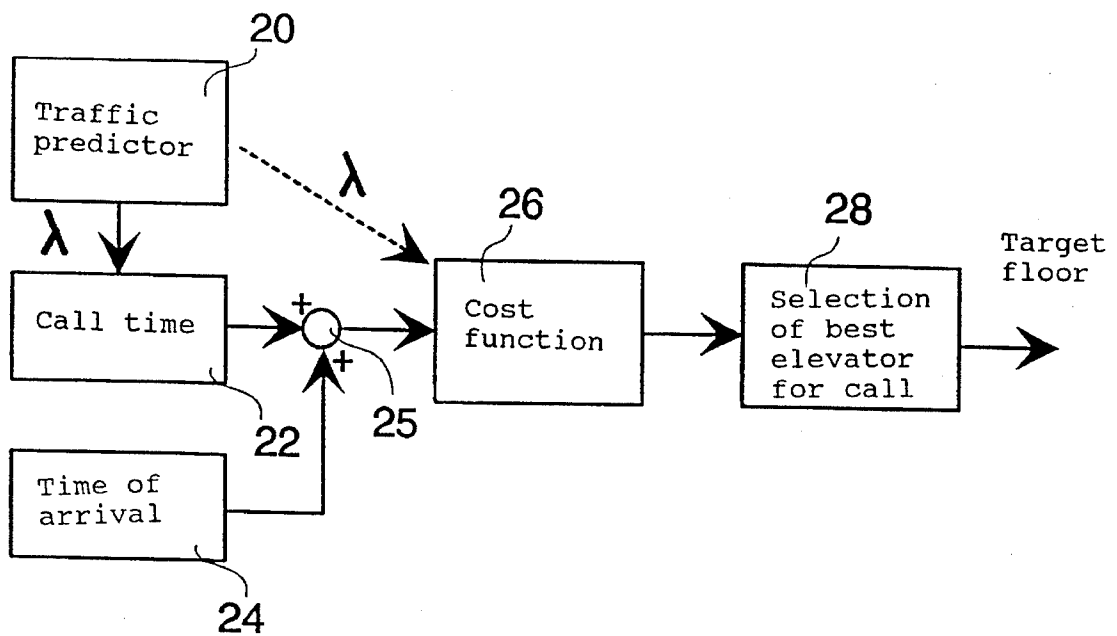 20
Traffic
predictor
λ
λ
26
28
Target
floor
Call time
+
+
25
Cost
function
Selection
of best
elevator
for call
22
Time of
arrival
24